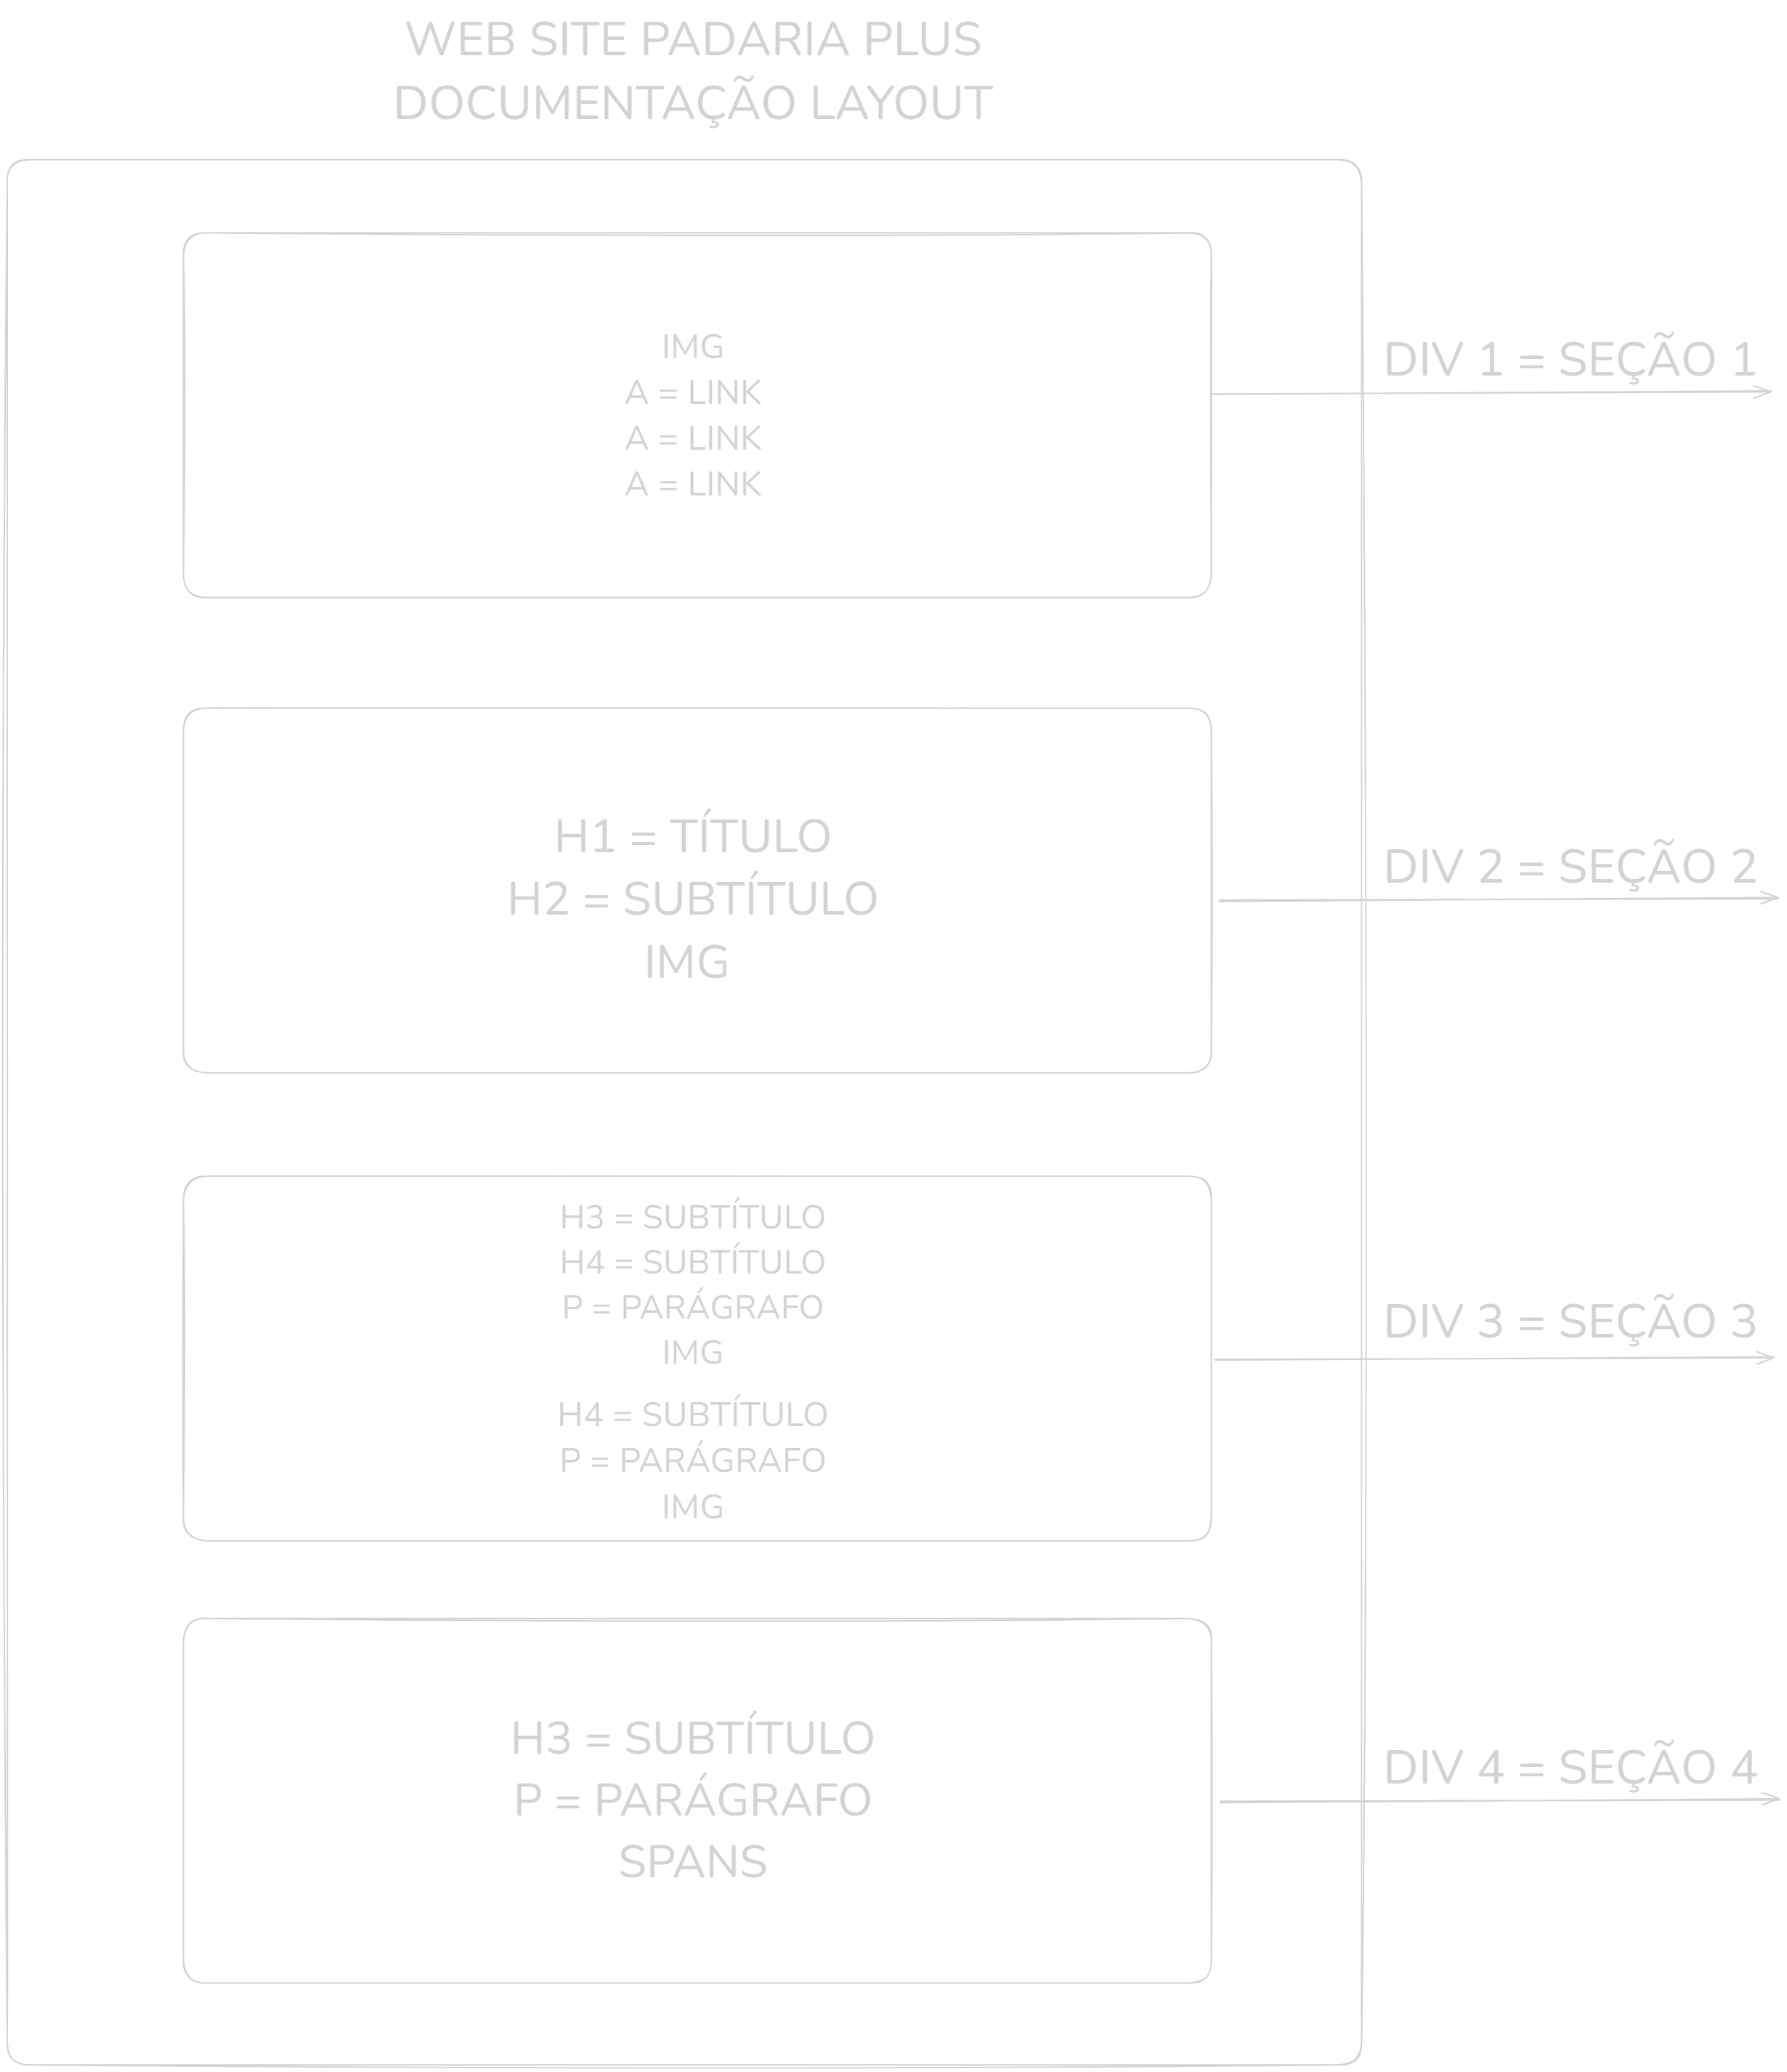 WEB SITE PADARIA PLUS
DOCUMENTAÇÃO LAYOUT
IMG
A = LINK
A = LINK
A = LINK
DIV 1 = SEÇÃO 1
H1 = TÍTULO
H2 = SUBTÍTULO
IMG
DIV 2 = SEÇÃO 2
H3 = SUBTÍTULO
H4 = SUBTÍTULO
P = PARÁGRAFO
IMG
H4 = SUBTÍTULO
P = PARÁGRAFO
IMG
DIV 3 = SEÇÃO 3
H3 = SUBTÍTULO
P = PARÁGRAFO
SPANS
DIV 4 = SEÇÃO 4